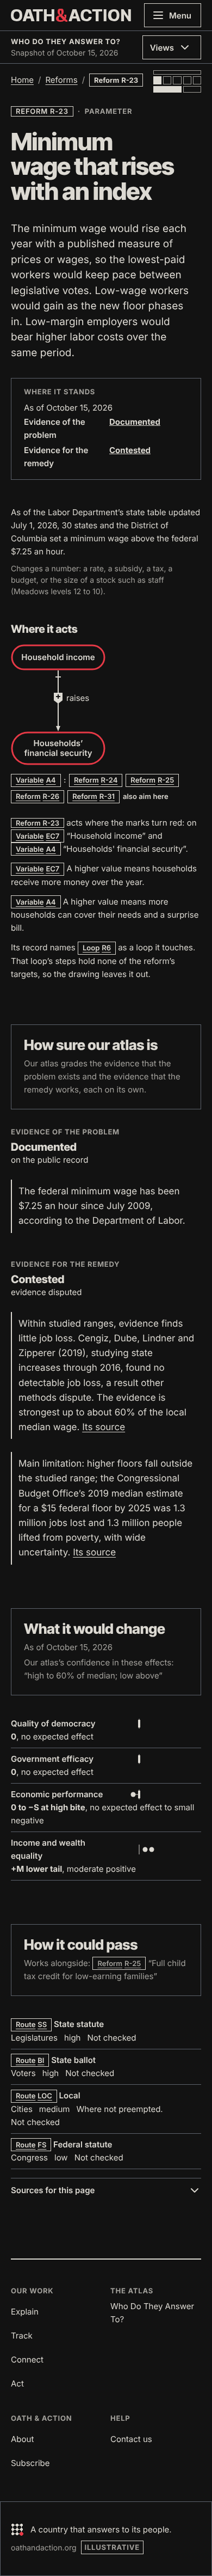 OATH&ACTION
Menu
WHO DO THEY ANSWER TO?
Snapshot of October 15, 2026
Views
Home / Reforms / Reform R-23
REFORM R-23 · PARAMETER
Minimum
wage that rises
with an index
The minimum wage would rise each
year with a published measure of
prices or wages, so the lowest-paid
workers would keep pace between
legislative votes. Low-wage workers
would gain as the new floor phases
in. Low-margin employers would
bear higher labor costs over the
same period.
WHERE IT STANDS
As of October 15, 2026
Evidence of the
problem
Documented
Evidence for the
remedy
Contested
As of the Labor Department’s state table updated
July 1, 2026, 30 states and the District of
Columbia set a minimum wage above the federal
$7.25 an hour.
Changes a number: a rate, a subsidy, a tax, a
budget, or the size of a stock such as staff
(Meadows levels 12 to 10).
Where it acts
Household income
raises
Households’
financial security
Variable A4 : Reform R-24 Reform R-25
Reform R-26 Reform R-31 also aim here
Reform R-23 acts where the marks turn red: on
Variable EC7 “Household income” and
Variable A4 “Households’ financial security”.
Variable EC7 A higher value means households
receive more money over the year.
Variable A4 A higher value means more
households can cover their needs and a surprise
bill.
Its record names Loop R6 as a loop it touches.
That loop’s steps hold none of the reform’s
targets, so the drawing leaves it out.
How sure our atlas is
Our atlas grades the evidence that the
problem exists and the evidence that the
remedy works, each on its own.
EVIDENCE OF THE PROBLEM
Documented
on the public record
The federal minimum wage has been
$7.25 an hour since July 2009,
according to the Department of Labor.
EVIDENCE FOR THE REMEDY
Contested
evidence disputed
Within studied ranges, evidence finds
little job loss. Cengiz, Dube, Lindner and
Zipperer (2019), studying state
increases through 2016, found no
detectable job loss, a result other
methods dispute. The evidence is
strongest up to about 60% of the local
median wage. Its source
Main limitation: higher floors fall outside
the studied range; the Congressional
Budget Office’s 2019 median estimate
for a $15 federal floor by 2025 was 1.3
million jobs lost and 1.3 million people
lifted from poverty, with wide
uncertainty. Its source
What it would change
As of October 15, 2026
Our atlas’s confidence in these effects:
“high to 60% of median; low above”
Quality of democracy
0, no expected effect
Government efficacy
0, no expected effect
Economic performance
0 to −S at high bite, no expected effect to small
negative
Income and wealth
equality
+M lower tail, moderate positive
How it could pass
Works alongside: Reform R-25 “Full child
tax credit for low-earning families”
Route SS State statute
Legislatures high Not checked
Route BI State ballot
Voters high Not checked
Route LOC Local
Cities medium Where not preempted.
Not checked
Route FS Federal statute
Congress low Not checked
Sources for this page
OUR WORK
Explain
Track
Connect
Act
THE ATLAS
Who Do They Answer
To?
OATH & ACTION
About
Subscribe
HELP
Contact us
A country that answers to its people.
oathandaction.org ILLUSTRATIVE